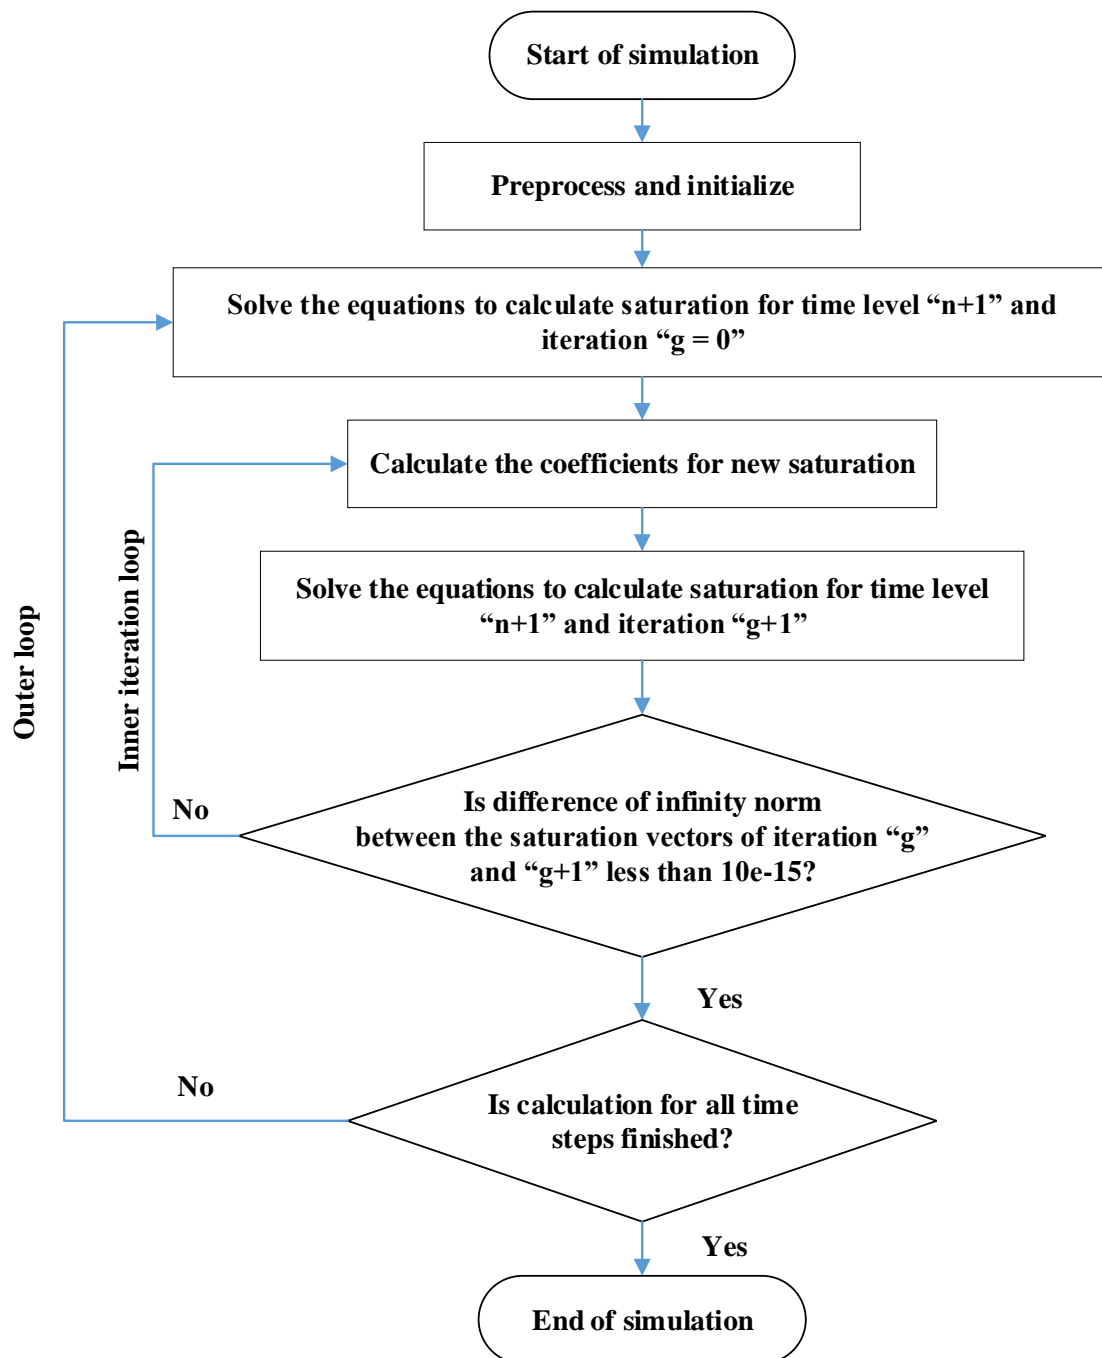 Start of simulation
Preprocess and initialize
Solve the equations to calculate saturation for time level “n+1” and
iteration “g = 0”
Calculate the coefficients for new saturation
Solve the equations to calculate saturation for time level
“n+1” and iteration “g+1”
Outer loop
Inner iteration loop
Is difference of infinity norm
between the saturation vectors of iteration “g”
and “g+1” less than 10e-15?
No
Yes
Is calculation for all time
steps finished?
No
Yes
End of simulation